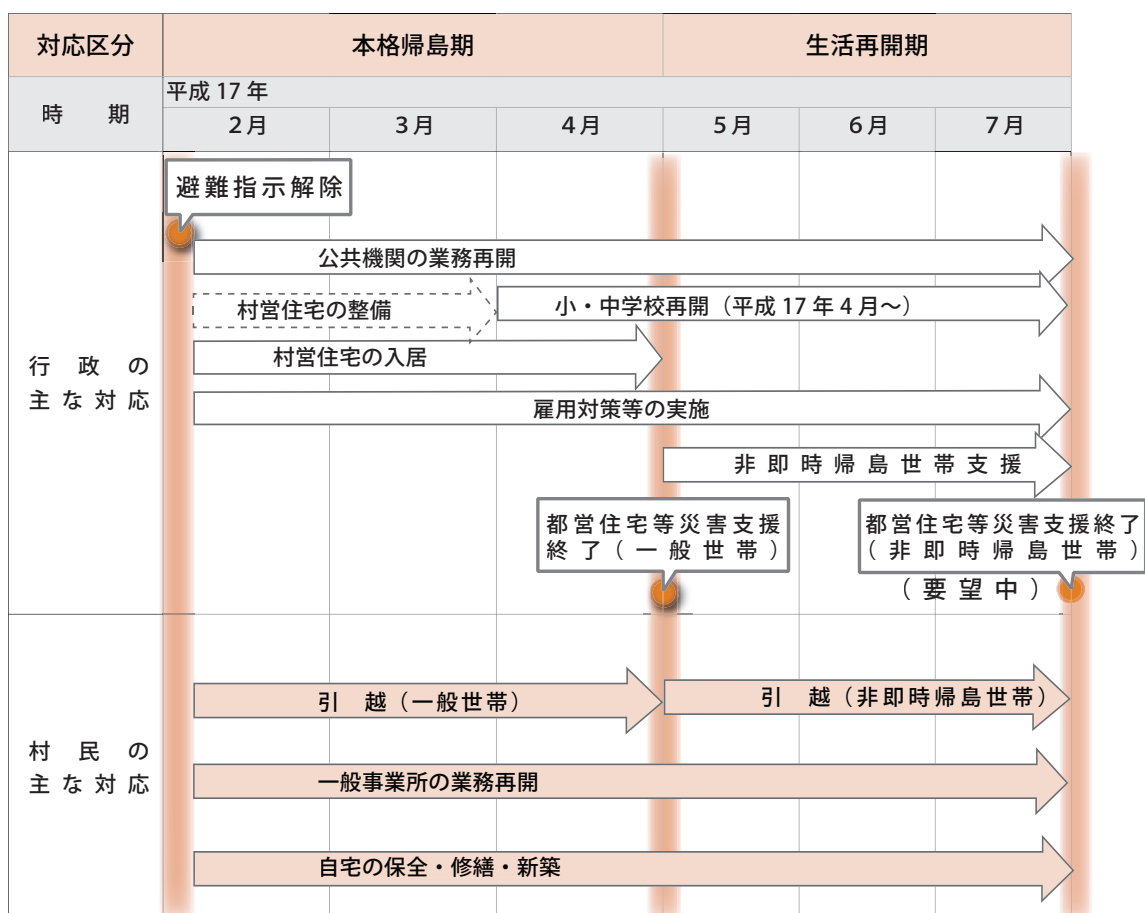 対応区分
本格帰島期
生活再開期
時 期
平成 17 年
2月
3月
4月
5月
6月
7月
避難指示解除
公共機関の業務再開
村営住宅の整備
小・中学校再開（平成 17 年 4 月〜）
村営住宅の入居
行 政 の
主 な 対 応
雇用対策等の実施
非即時帰島世帯支援
都営住宅等災害支援
終了(一般世帯)
都営住宅等災害支援終了
(非即時帰島世帯)
(要望中)
引 越（一般世帯）
引 越（非即時帰島世帯）
村 民 の
主 な 対 応
一般事業所の業務再開
自宅の保全・修繕・新築